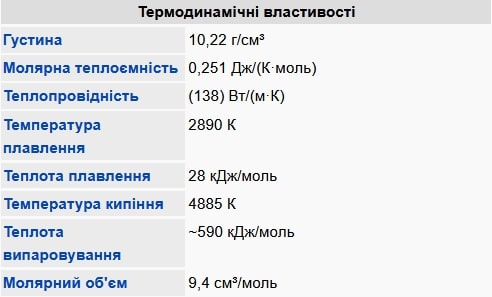 Термодинамічні властивості
Густина 10,22 г/см³
Молярна теплоємність 0,251 Дж/(К·моль)
Теплопровідність (138) Вт/(м·К)
Температура 2890 К
плавлення
Теплота плавлення 28 кДж/моль
Температура кипіння 4885 К
Теплота ~590 кДж/моль
випаровування
Молярний об'єм 9,4 см³/моль